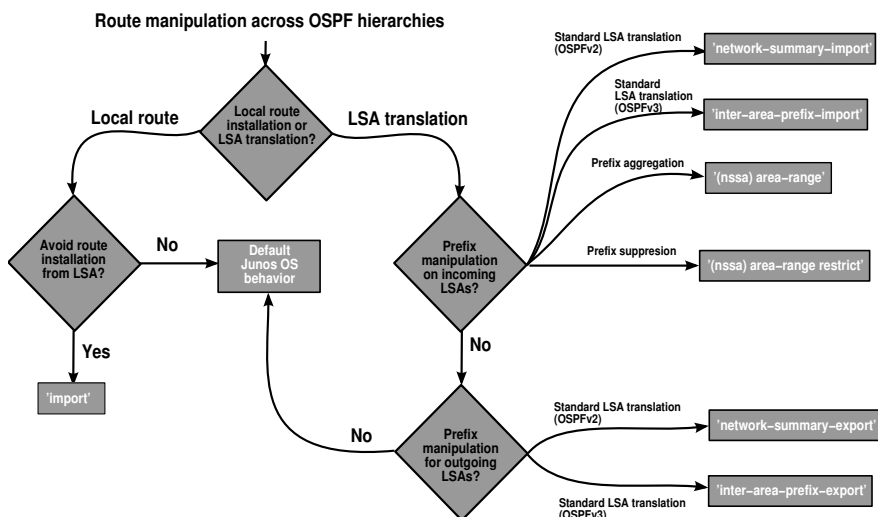 Route manipulation across OSPF hierarchies
Local route
installation or
LSA translation?
Local route
LSA translation
Standard LSA translation
(OSPFv2)
'network-summary-import'
Standard
LSA translation
(OSPFv3)
'inter-area-prefix-import'
Prefix aggregation
'(nssa) area-range'
Prefix suppresion
'(nssa) area-range restrict'
Avoid route
installation
from LSA?
No
Default
Junos OS
behavior
Prefix
manipulation
on incoming
LSAs?
Yes
'import'
No
Prefix
manipulation
for outgoing
LSAs?
No
Standard LSA translation
(OSPFv2)
'network-summary-export'
Standard LSA translation
(OSPFv3)
'inter-area-prefix-export'